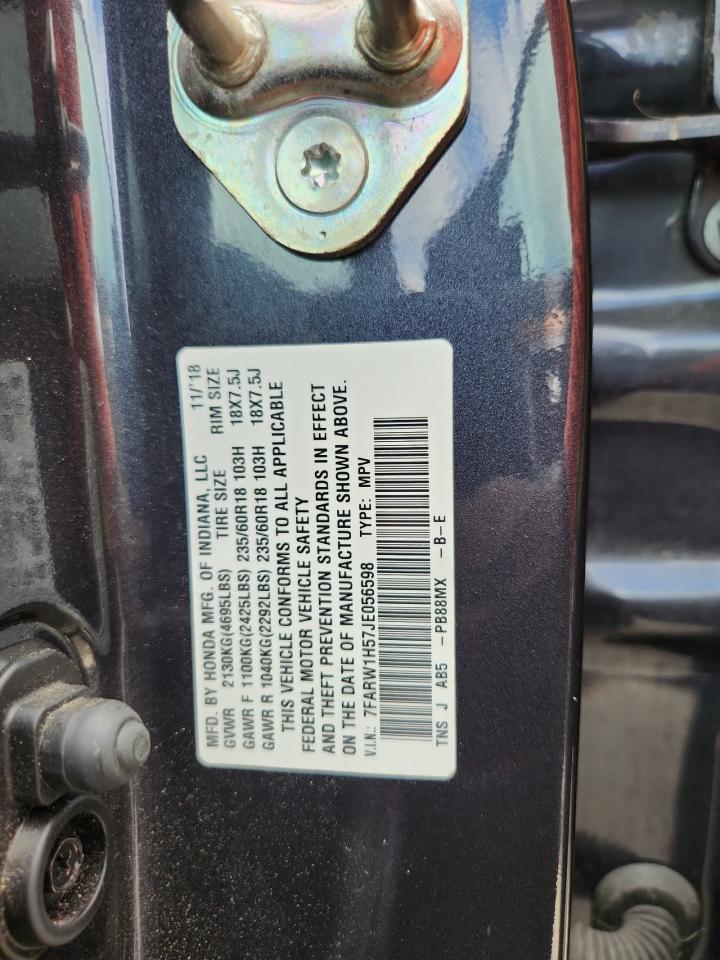 MFD. BY HONDA MFG. OF INDIANA, LLC 11/'18
GVWR 2130KG(4695LBS) TIRE SIZE RIM SIZE
GAWR F 1100KG(2425LBS) 235/60R18 103H 18X7.5J
GAWR R 1040KG(2292LBS) 235/60R18 103H 18X7.5J
THIS VEHICLE CONFORMS TO ALL APPLICABLE
FEDERAL MOTOR VEHICLE SAFETY
AND THEFT PREVENTION STANDARDS IN EFFECT
ON THE DATE OF MANUFACTURE SHOWN ABOVE.
V.I.N.: 7FARW1H57JE056598 TYPE: MPV
TNS J AB5 -PB88MX -B-E